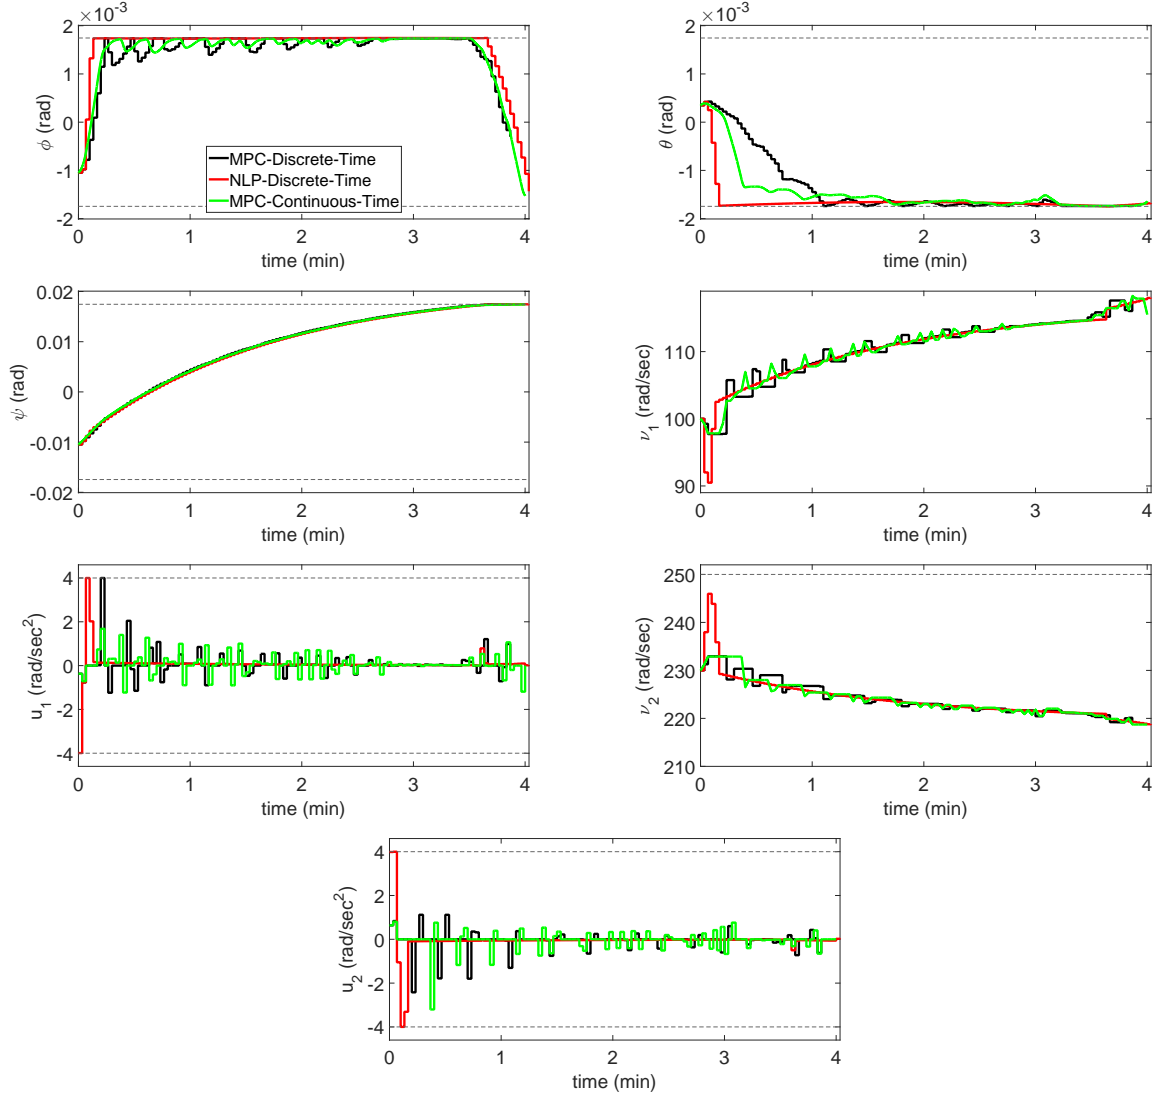 ×10-3
2
1
0
-1
-2
ϕ (rad)
MPC-Discrete-Time
NLP-Discrete-Time
MPC-Continuous-Time
0 1 2 3 4
time (min)
×10-3
2
1
0
-1
-2
θ (rad)
0 1 2 3 4
time (min)
0.02
0.01
0
-0.01
-0.02
ψ (rad)
0 1 2 3 4
time (min)
110
100
90
ν1 (rad/sec)
0 1 2 3 4
time (min)
4
2
0
-2
-4
u1 (rad/sec2)
0 1 2 3 4
time (min)
250
240
230
220
210
ν2 (rad/sec)
0 1 2 3 4
time (min)
4
2
0
-2
-4
u2 (rad/sec2)
0 1 2 3 4
time (min)